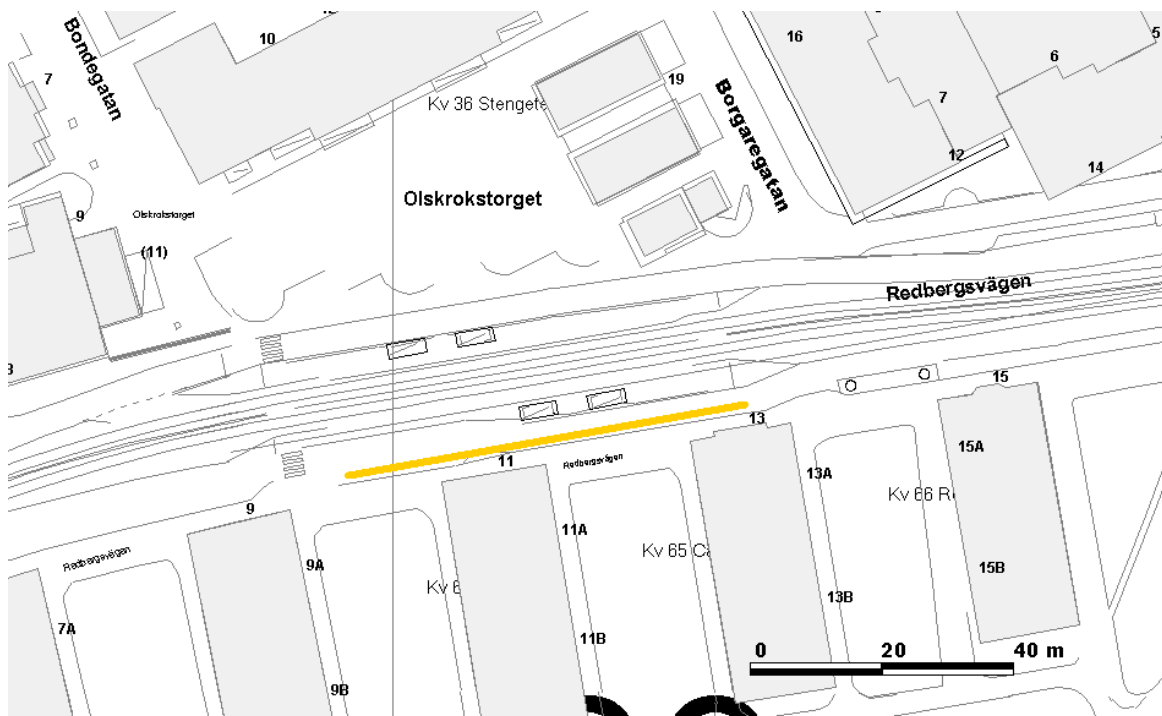 Bondegatan
7
10
16
6
5
19
7
Kv 36 Stengefe
Borgaregatan
12
14
Olskrokstorget
9
Olskrokstorget
(11)
Redbergsvägen
15
13
11
Redbergsvägen
15A
13A
Kv 66 R
9
11A
Kv 65 C
Redbergsvägen
9A
15B
Kv 6
13B
7A
11B
0 20 40 m
9B